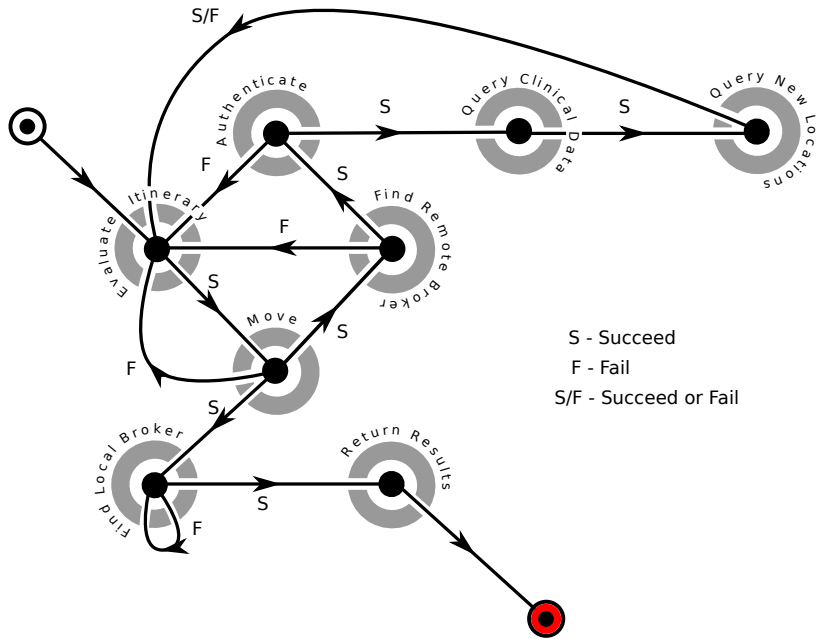 S/F
Authenticate
S
Query Clinical Data
S
Query New Locations
F
S
Evaluate Itinerary
F
Find Remote Broker
S
Move
S
F
S
Find Local Broker
S
F
Return Results
S - Succeed
F - Fail
S/F - Succeed or Fail